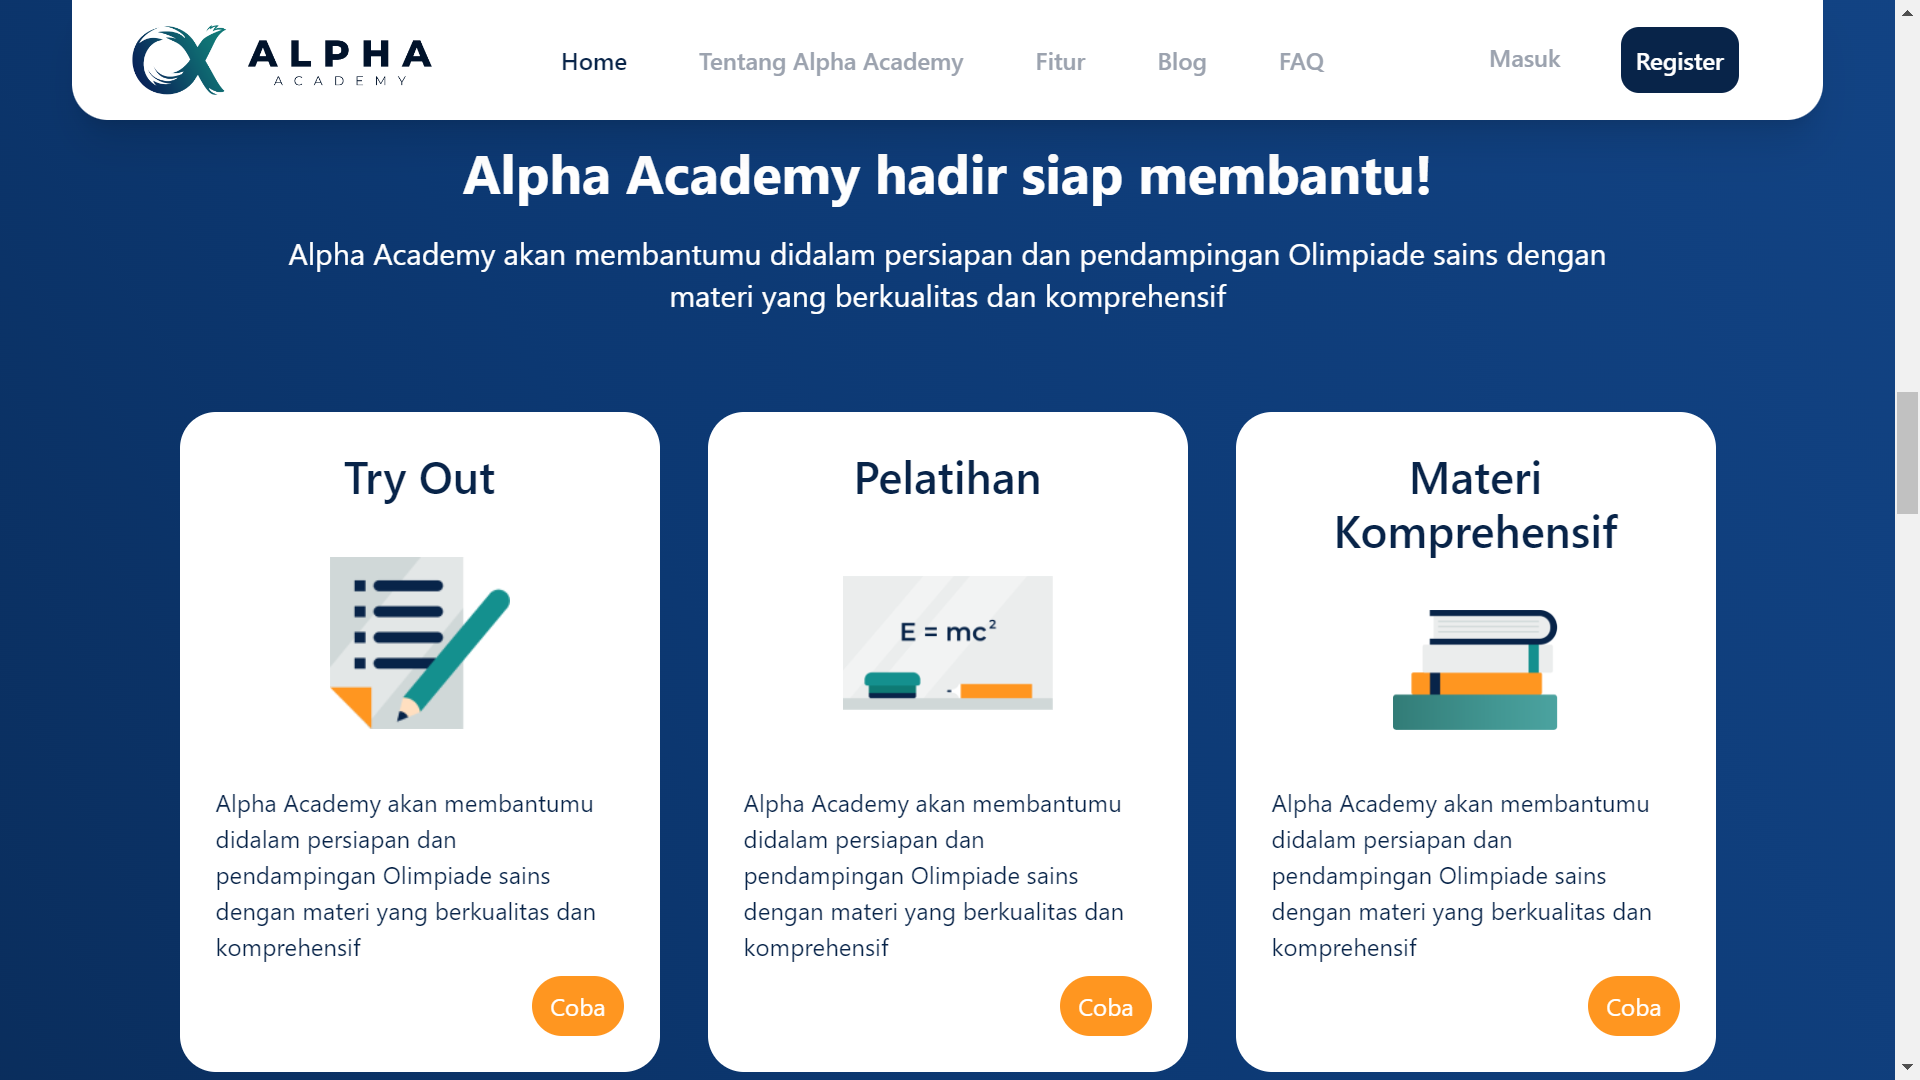 ALPHA
ACADEMY
Home
Tentang Alpha Academy
Fitur
Blog
FAQ
Masuk
Register
Alpha Academy hadir siap membantu!
Alpha Academy akan membantumu didalam persiapan dan pendampingan Olimpiade sains dengan
materi yang berkualitas dan komprehensif
Try Out
Alpha Academy akan membantumu
didalam persiapan dan
pendampingan Olimpiade sains
dengan materi yang berkualitas dan
komprehensif
Coba
Pelatihan
E = mc²
Alpha Academy akan membantumu
didalam persiapan dan
pendampingan Olimpiade sains
dengan materi yang berkualitas dan
komprehensif
Coba
Materi
Komprehensif
Alpha Academy akan membantumu
didalam persiapan dan
pendampingan Olimpiade sains
dengan materi yang berkualitas dan
komprehensif
Coba